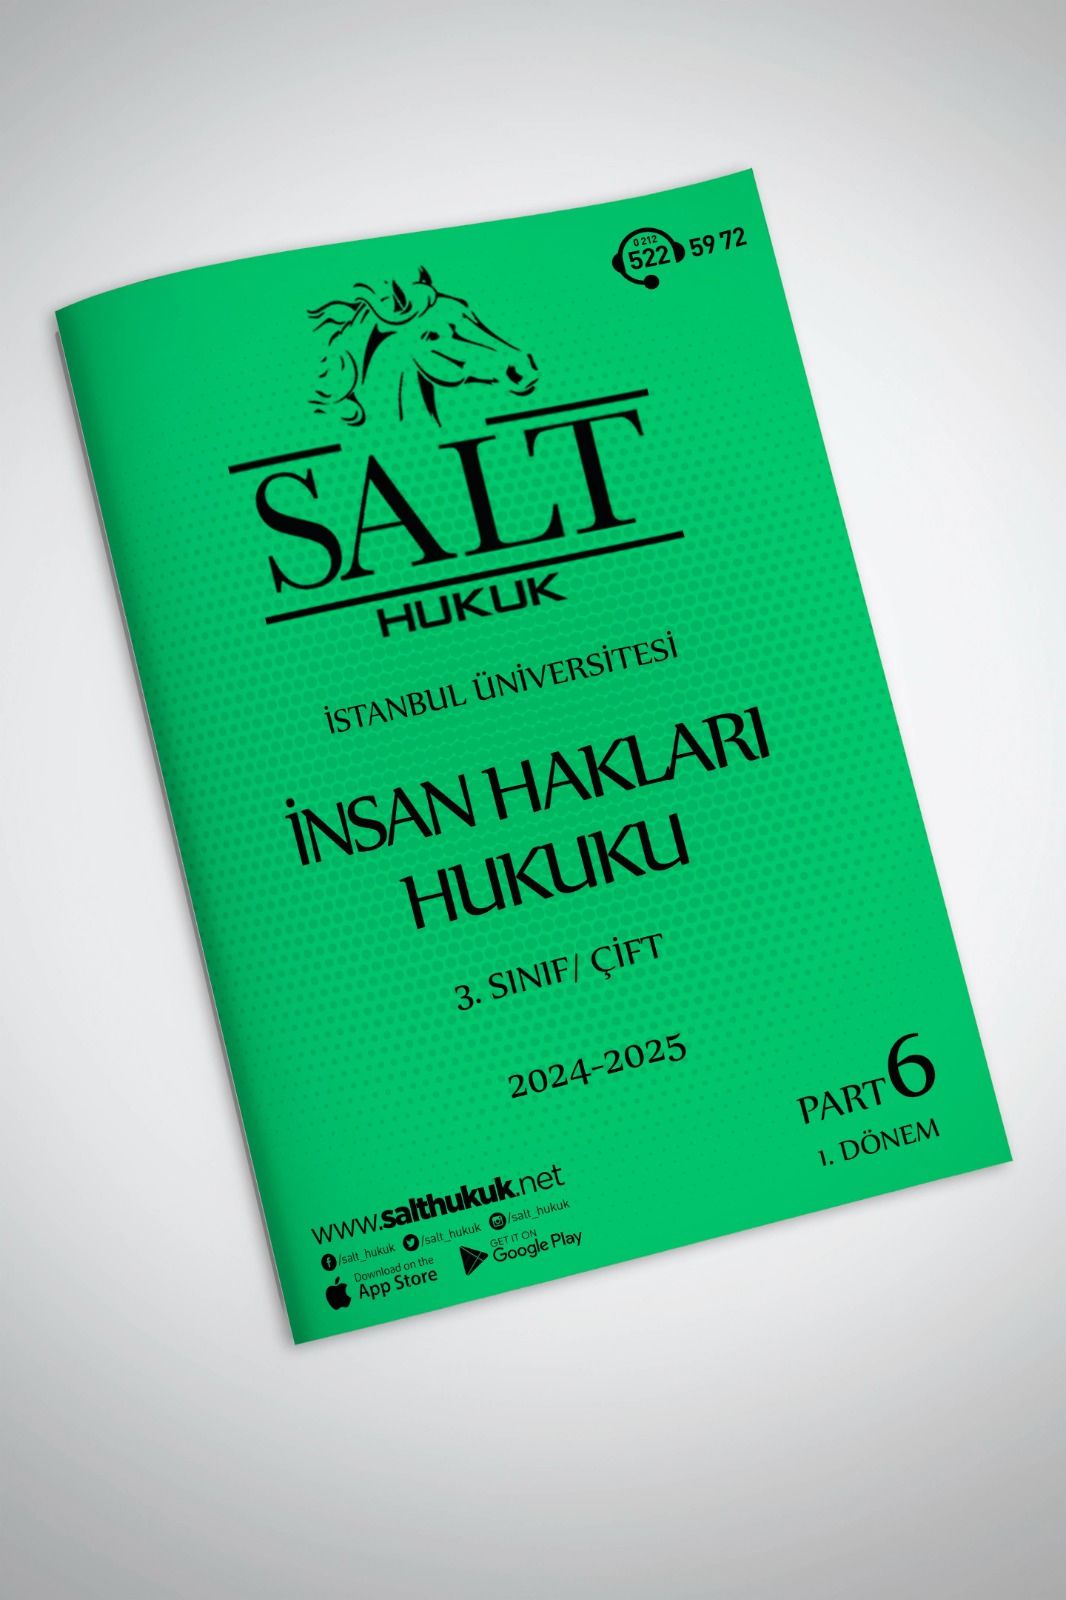 0 212
522 59 72
SALT
HUKUK
İSTANBUL ÜNİVERSİTESİ
İNSAN HAKLARI
HUKUKU
3. SINIF/ ÇİFT
2024-2025
PART 6
1. DÖNEM
www.salthukuk.net
/salt_hukuk /salt_hukuk /salt_hukuk
Download on the
App Store
GET IT ON
Google Play